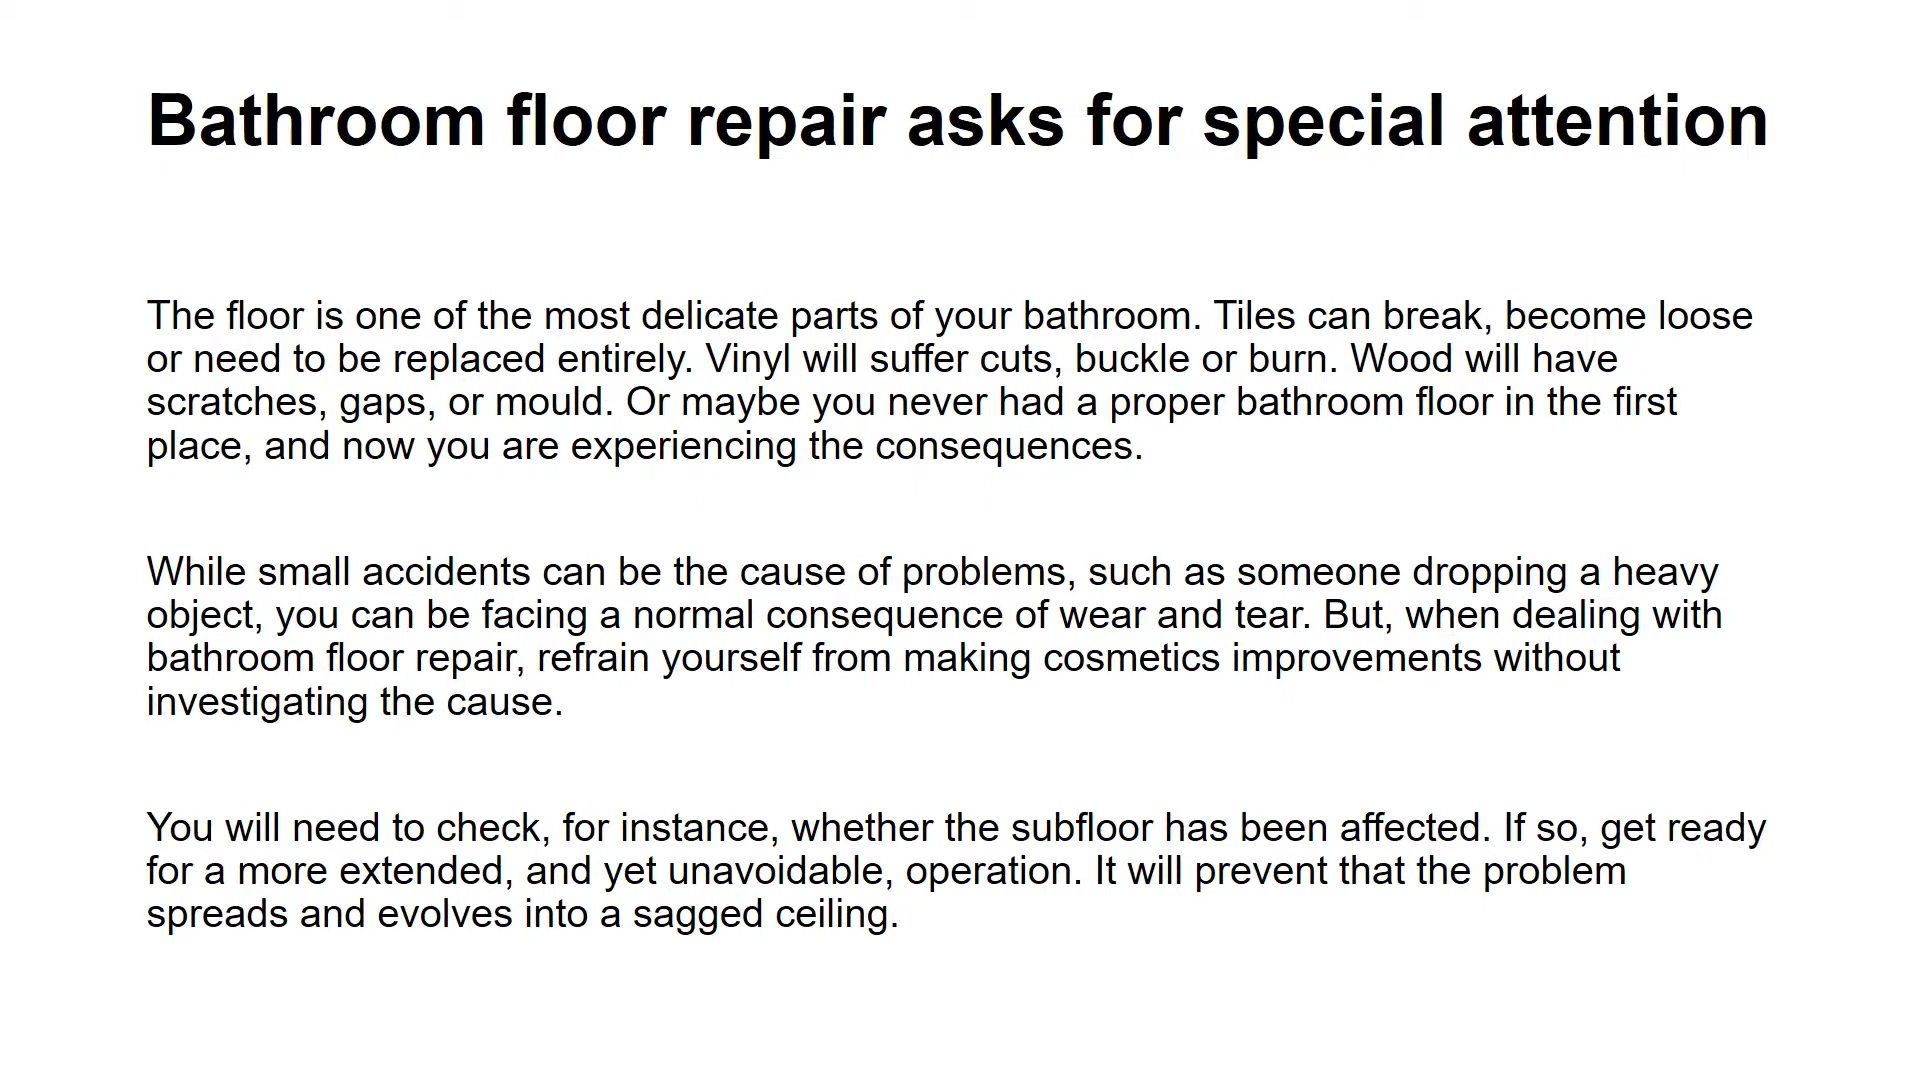 Bathroom floor repair asks for special attention
The floor is one of the most delicate parts of your bathroom. Tiles can break, become loose
or need to be replaced entirely. Vinyl will suffer cuts, buckle or burn. Wood will have
scratches, gaps, or mould. Or maybe you never had a proper bathroom floor in the first
place, and now you are experiencing the consequences.
While small accidents can be the cause of problems, such as someone dropping a heavy
object, you can be facing a normal consequence of wear and tear. But, when dealing with
bathroom floor repair, refrain yourself from making cosmetics improvements without
investigating the cause.
You will need to check, for instance, whether the subfloor has been affected. If so, get ready
for a more extended, and yet unavoidable, operation. It will prevent that the problem
spreads and evolves into a sagged ceiling.